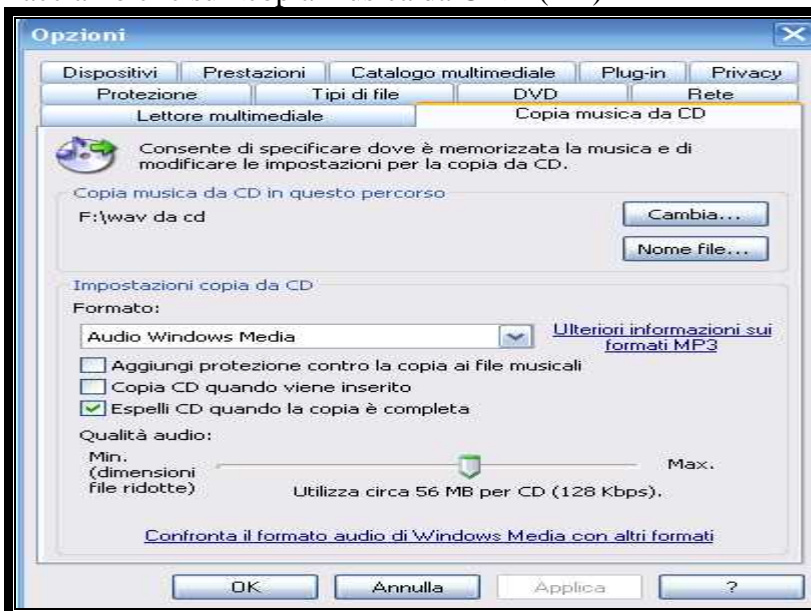 Opzioni
Dispositivi Prestazioni Catalogo multimediale Plug-in Privacy
Protezione Tipi di file DVD Rete
Lettore multimediale Copia musica da CD
Consente di specificare dove è memorizzata la musica e di
modificare le impostazioni per la copia da CD.
Copia musica da CD in questo percorso
F:\wav da cd
Cambia...
Nome file...
Impostazioni copia da CD
Formato:
Audio Windows Media
Ulteriori informazioni sui
formati MP3
Aggiungi protezione contro la copia ai file musicali
Copia CD quando viene inserito
Espelli CD quando la copia è completa
Qualità audio:
Min.
(dimensioni
file ridotte)
Max.
Utilizza circa 56 MB per CD (128 Kbps).
Confronta il formato audio di Windows Media con altri formati
OK Annulla Applica ?